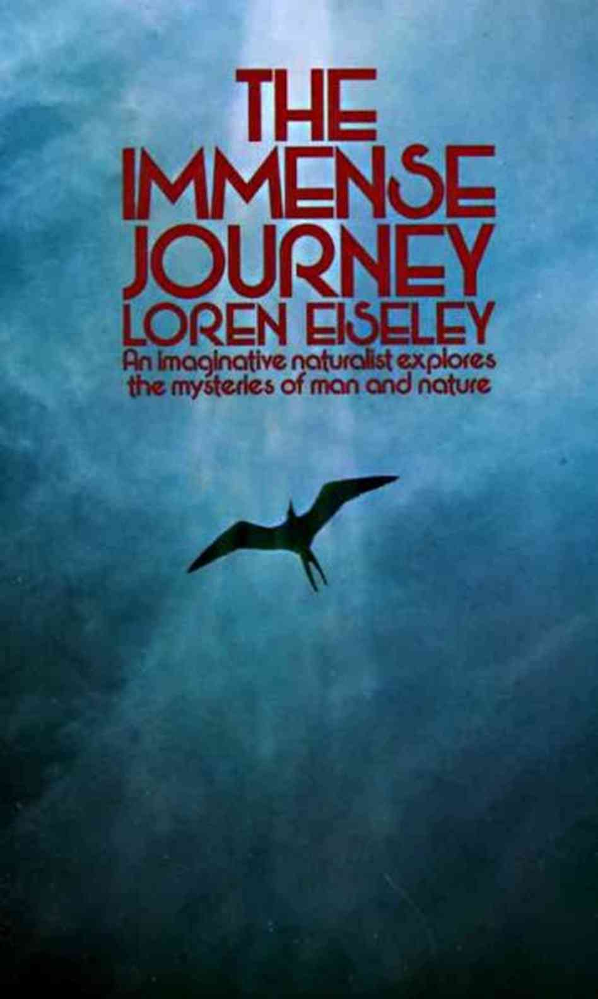 THE
IMMENSE
JOURNEY
LOREN EISELEY
An imaginative naturalist explores
the mysteries of man and nature